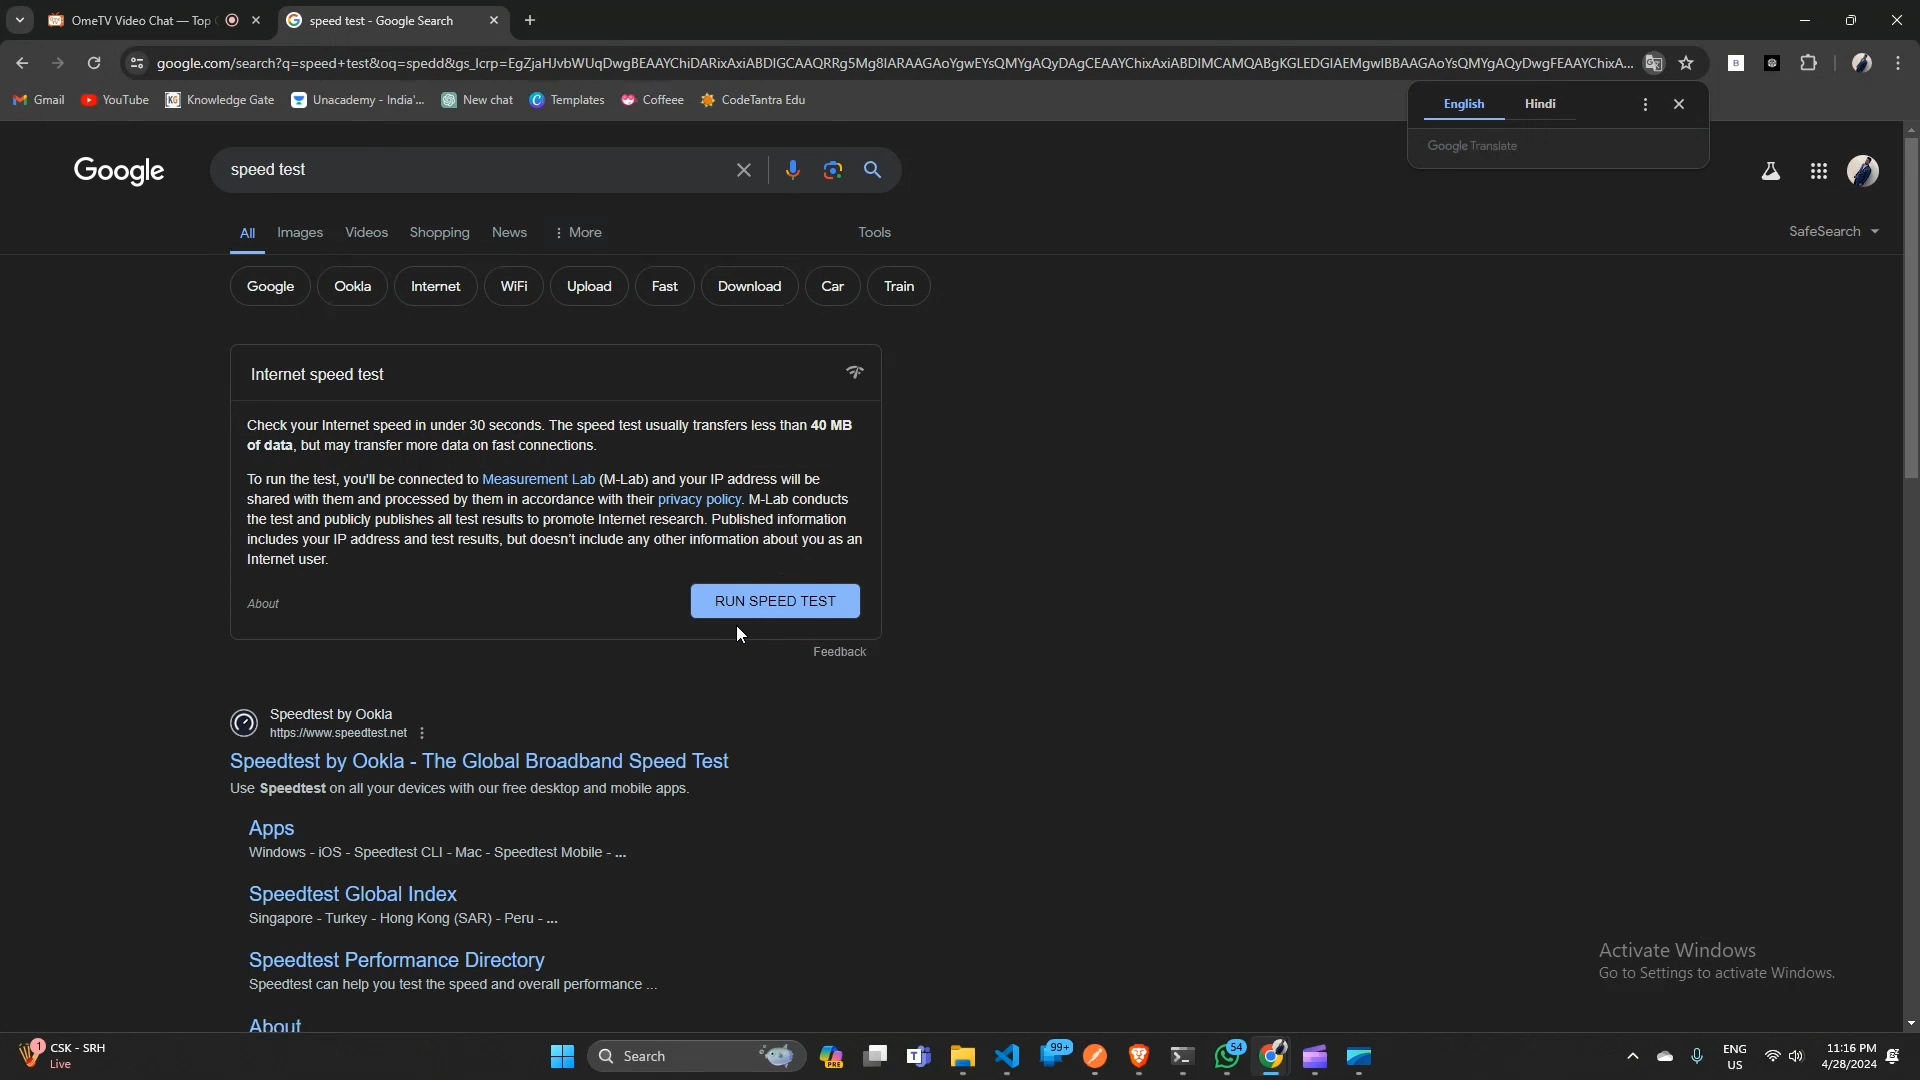 OmeTV Video Chat — Top
speed test - Google Search
google.com/search?q=speed+test&oq=spedd&gs_lcrp=EgZjaHJvbWUqDwgBEAAYChiDARixAxiABDIGCAAQRRg5Mg8IARAAGAoYgwEYsQMYgAQyDAgCEAAYChixAxiABDIMCAMQABgKGLEDGIAEMgwIBBAAGAoYsQMYgAQyDwgFEAAYChixA...
Gmail
YouTube
Knowledge Gate
Unacademy - India'...
New chat
Templates
Coffeee
CodeTantra Edu
English
Hindi
Google Translate
Google
speed test
All
Images
Videos
Shopping
News
More
Tools
SafeSearch
Google
Ookla
Internet
WiFi
Upload
Fast
Download
Car
Train
Internet speed test
Check your Internet speed in under 30 seconds. The speed test usually transfers less than 40 MB
of data, but may transfer more data on fast connections.
To run the test, you'll be connected to Measurement Lab (M-Lab) and your IP address will be
shared with them and processed by them in accordance with their privacy policy. M-Lab conducts
the test and publicly publishes all test results to promote Internet research. Published information
includes your IP address and test results, but doesn't include any other information about you as an
Internet user.
About
RUN SPEED TEST
Feedback
Speedtest by Ookla
https://www.speedtest.net
Speedtest by Ookla - The Global Broadband Speed Test
Use Speedtest on all your devices with our free desktop and mobile apps.
Apps
Windows - iOS - Speedtest CLI - Mac - Speedtest Mobile - ...
Speedtest Global Index
Singapore - Turkey - Hong Kong (SAR) - Peru - ...
Speedtest Performance Directory
Speedtest can help you test the speed and overall performance ...
About
Activate Windows
Go to Settings to activate Windows.
1
CSK - SRH
Live
Search
PRE
99+
54
ENG
US
11:16 PM
4/28/2024